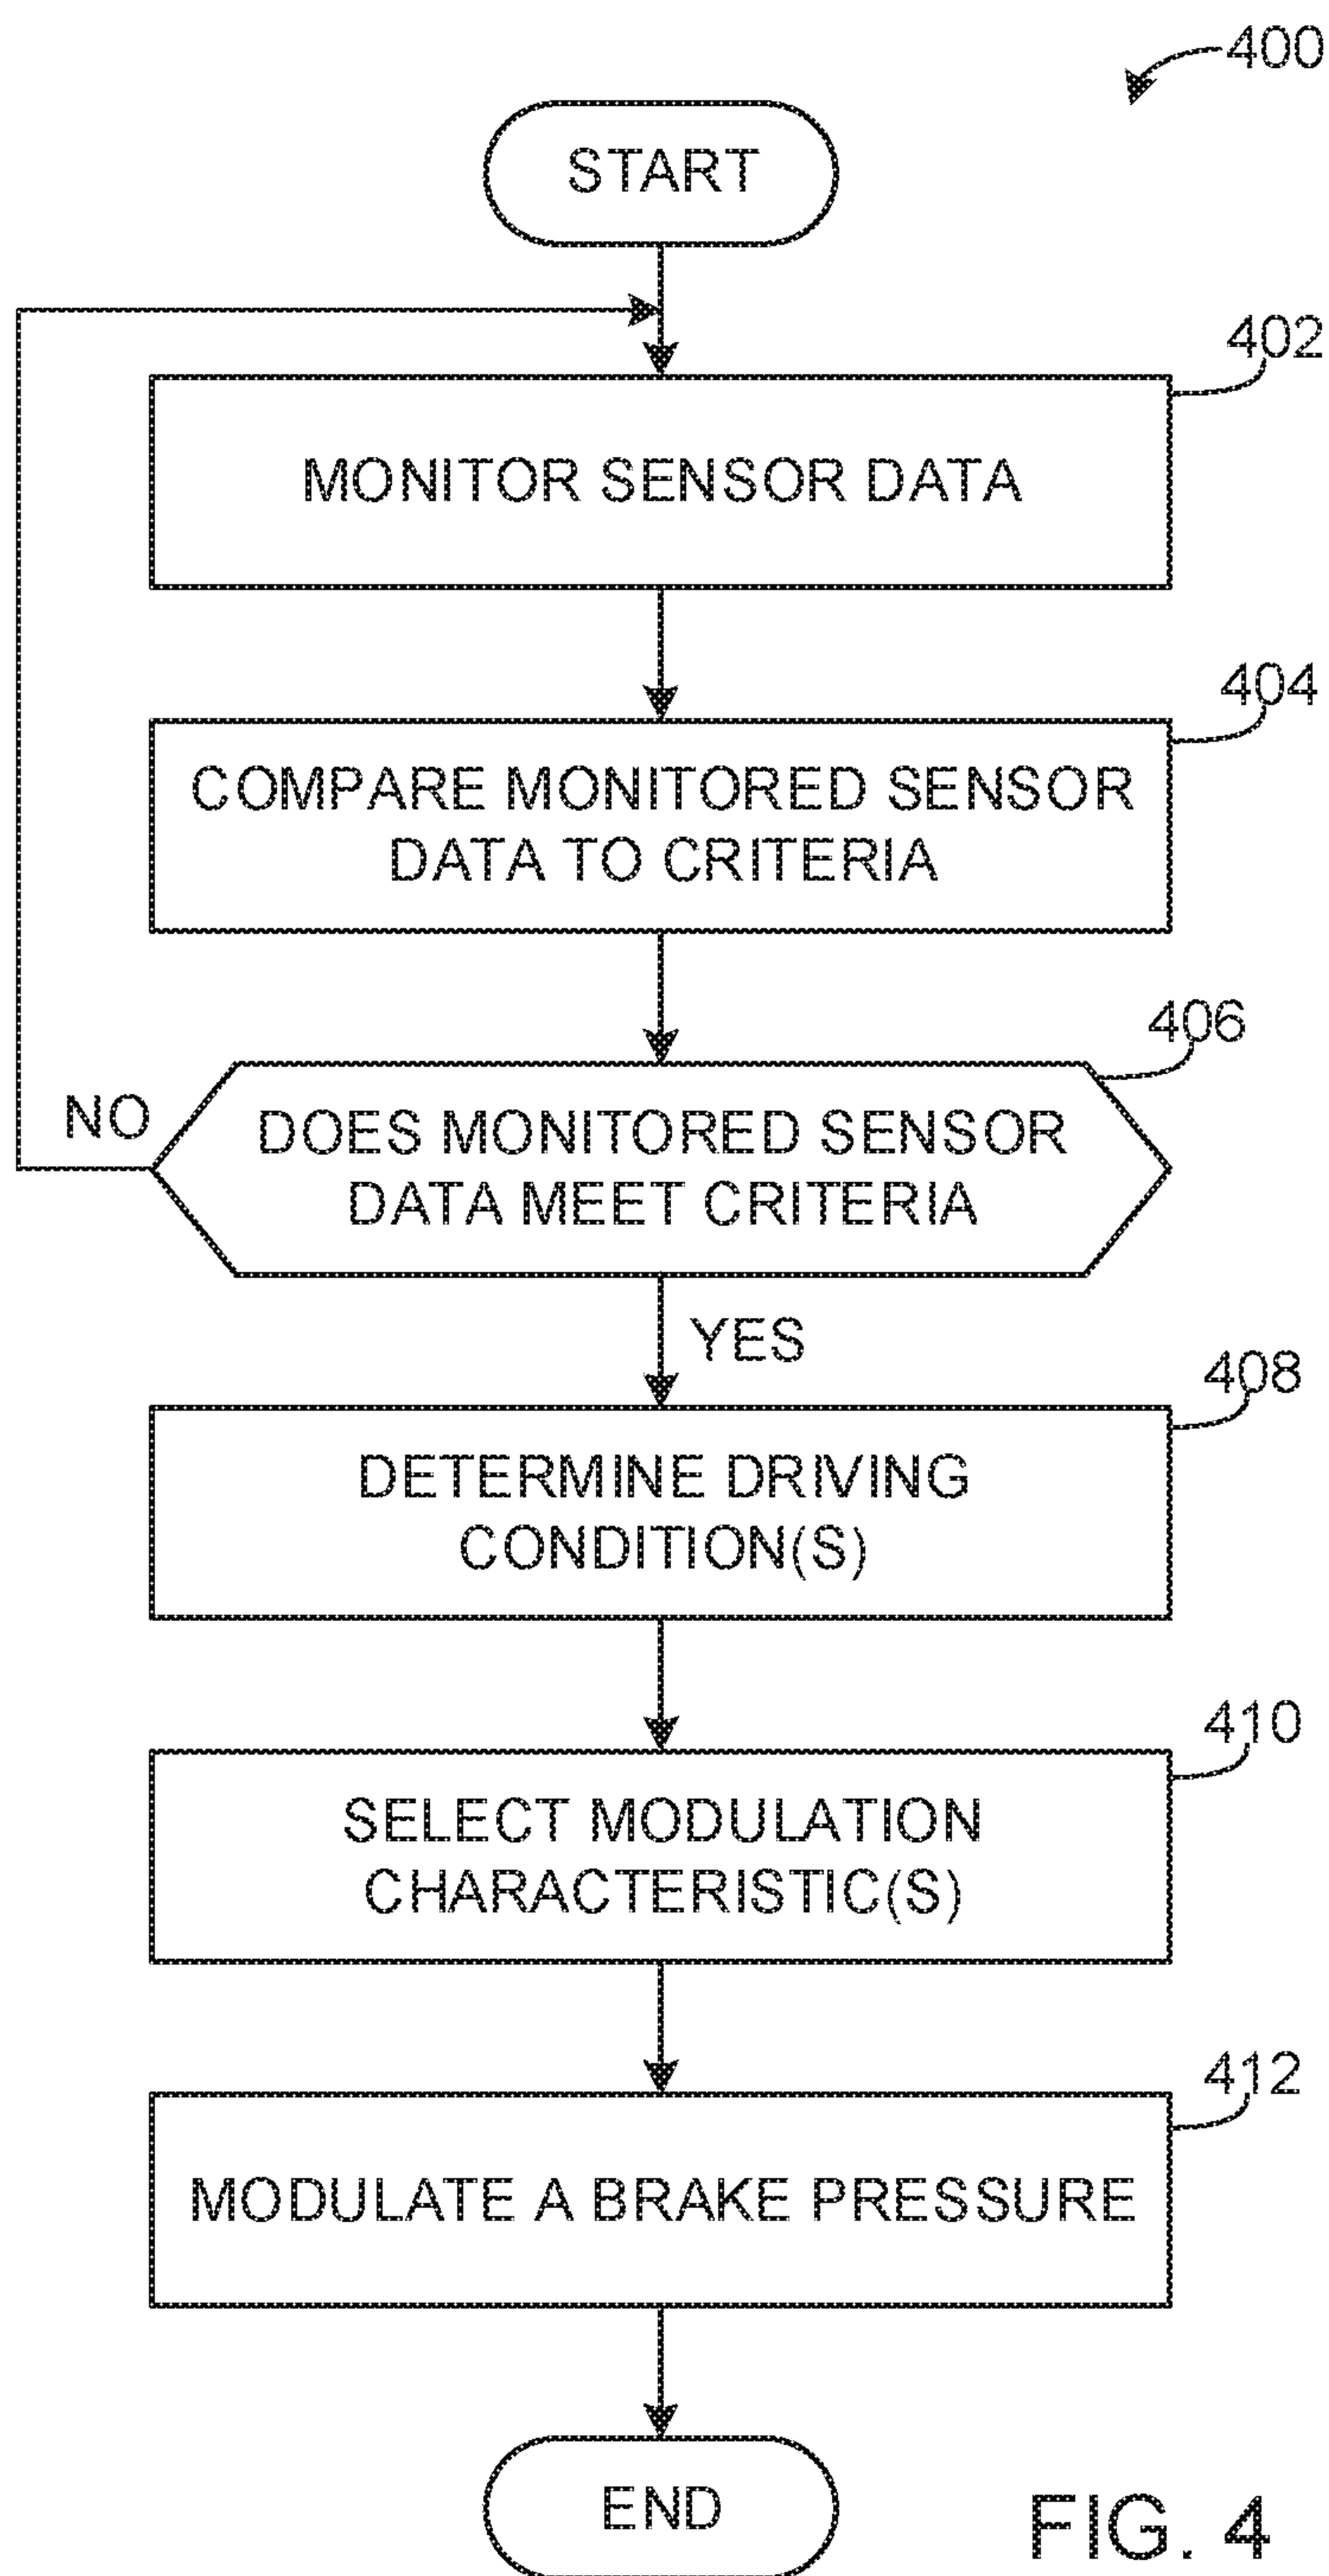 400
START
402
MONITOR SENSOR DATA
404
COMPARE MONITORED SENSOR
DATA TO CRITERIA
406
NO
DOES MONITORED SENSOR
DATA MEET CRITERIA
YES
408
DETERMINE DRIVING
CONDITION(S)
410
SELECT MODULATION
CHARACTERISTIC(S)
412
MODULATE A BRAKE PRESSURE
END
FIG. 4